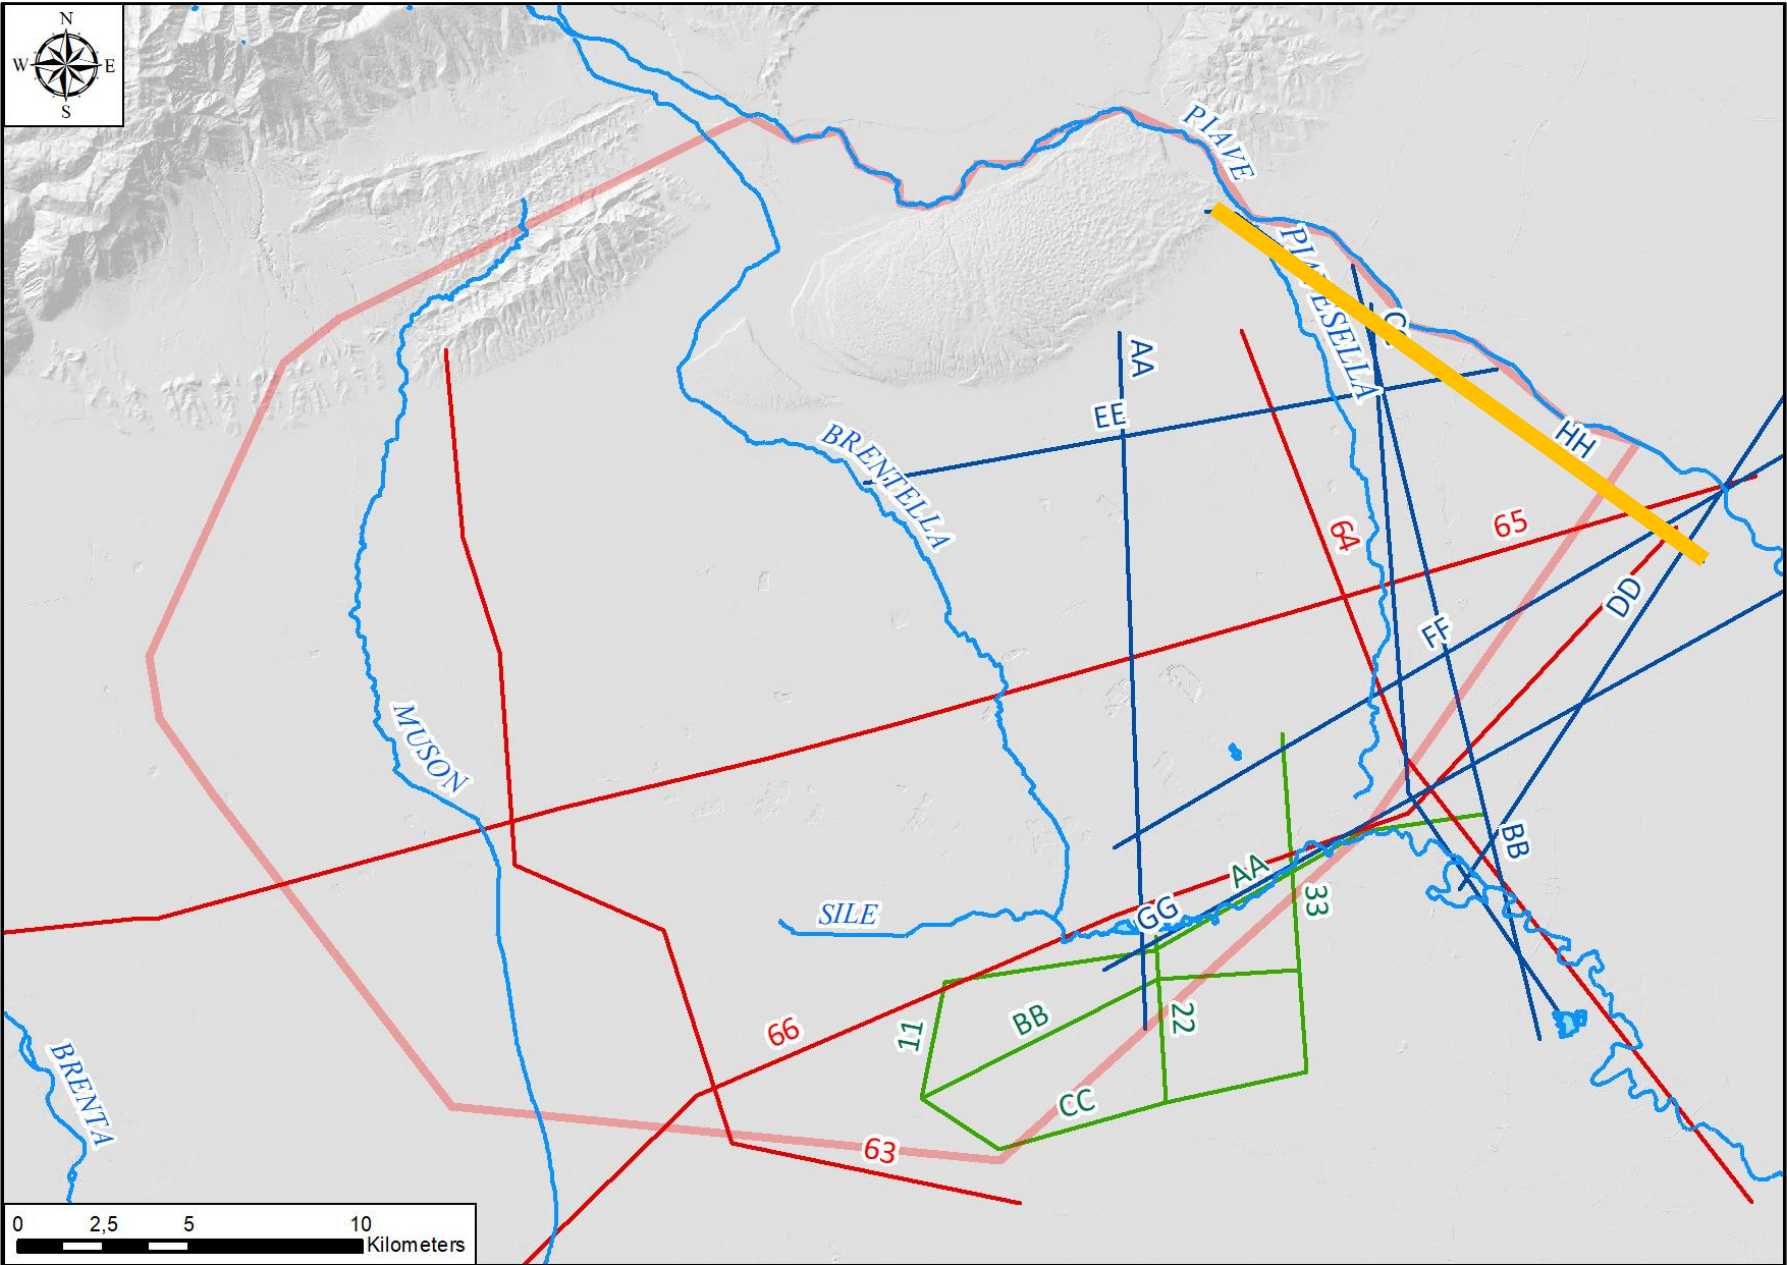 N
W E
S
PIAVE
PIAVESELLA
C
AA
EE
HH
BRENTELLA
64
65
DD
FF
MUSON
BB
AA
33
GG
SILE
11
BB
22
66
CC
63
BRENTA
0 2,5 5 10
Kilometers